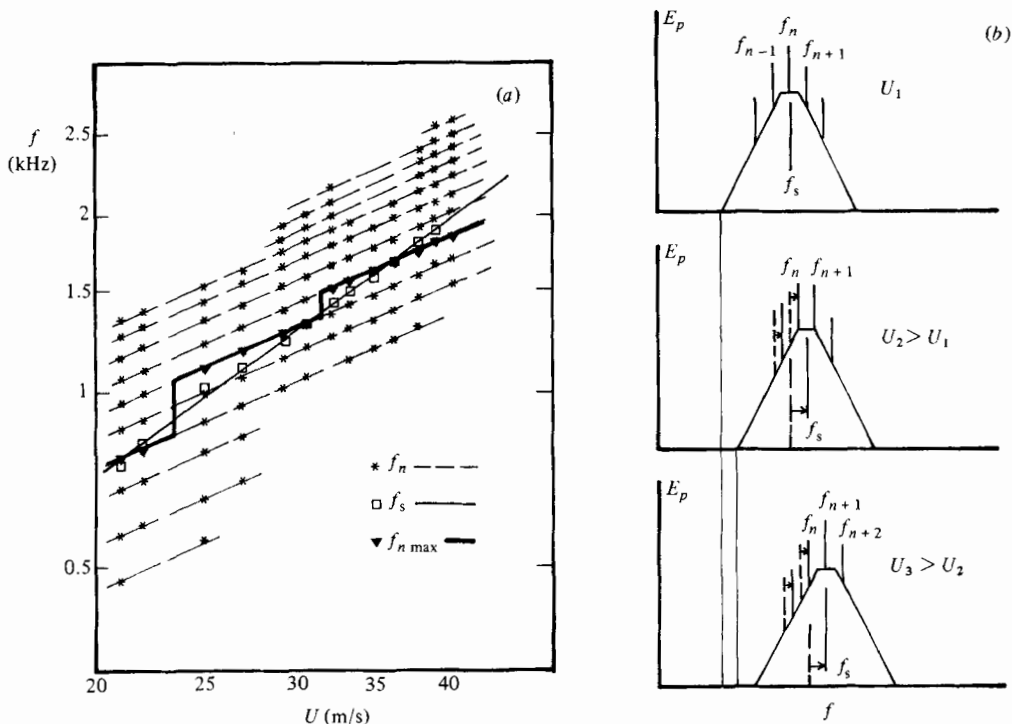 (a)
f
(kHz)
2.5
2
1.5
1
0.5
20
25
30
35
40
U (m/s)
* f_n
□ f_s
▼ f_{n max}
(b)
E_p
f_{n−1}
f_n
f_{n+1}
U_1
f_s
E_p
f_n
f_{n+1}
U_2 > U_1
f_s
E_p
f_n
f_{n+1}
f_{n+2}
U_3 > U_2
f_s
f